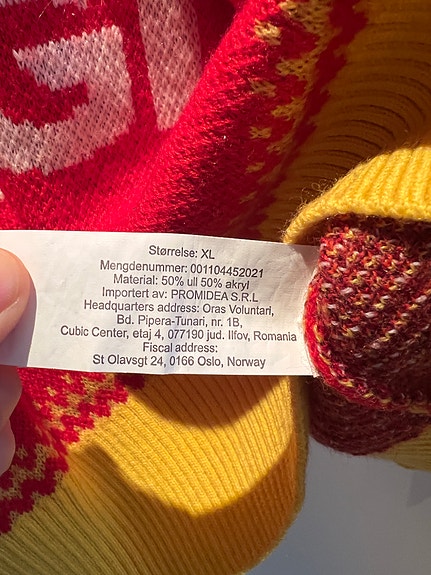 G
Størrelse: XL
Mengdenummer: 001104452021
Material: 50% ull 50% akryl
Importert av: PROMIDEA S.R.L
Headquarters address: Oras Voluntari,
Bd. Pipera-Tunari, nr. 1B,
Cubic Center, etaj 4, 077190 jud. Ilfov, Romania
Fiscal address:
St Olavsgt 24, 0166 Oslo, Norway